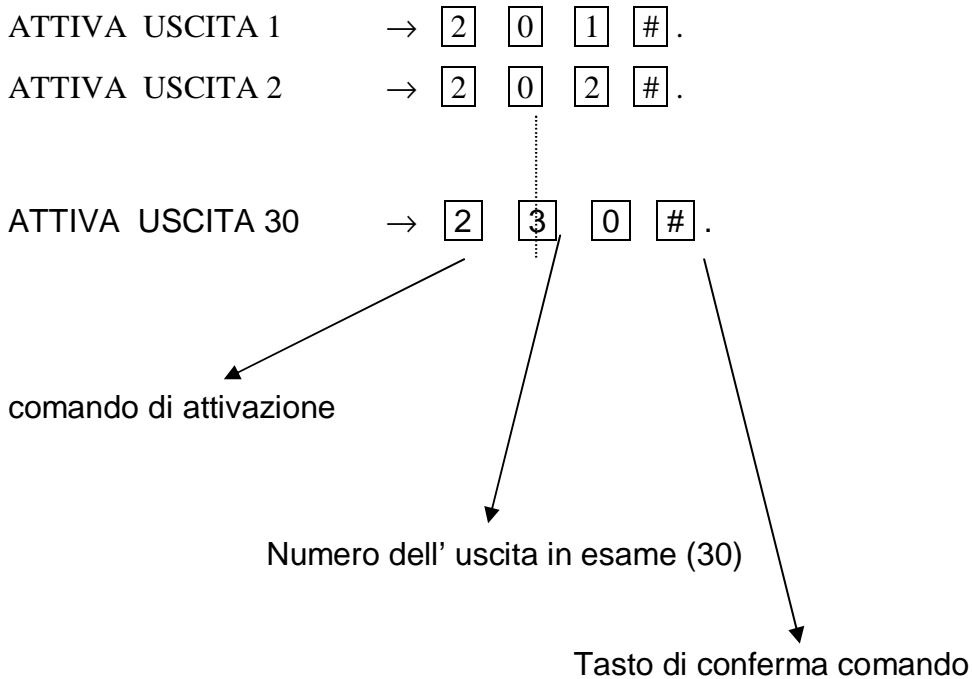 ATTIVA USCITA 1 → 2 0 1 # .
ATTIVA USCITA 2 → 2 0 2 # .
ATTIVA USCITA 30 → 2 3 0 # .
comando di attivazione
Numero dell' uscita in esame (30)
Tasto di conferma comando